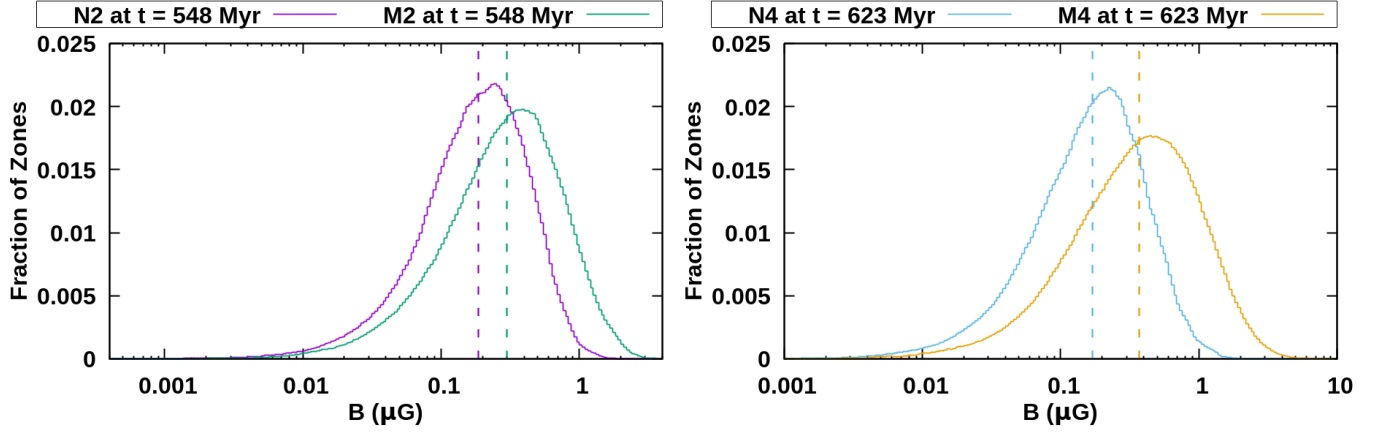 N2 at t = 548 Myr M2 at t = 548 Myr
0.025
0.02
0.015
0.01
0.005
0
Fraction of Zones
0.001 0.01 0.1 1
B (μG)
N4 at t = 623 Myr M4 at t = 623 Myr
0.025
0.02
0.015
0.01
0.005
0
Fraction of Zones
0.001 0.01 0.1 1 10
B (μG)